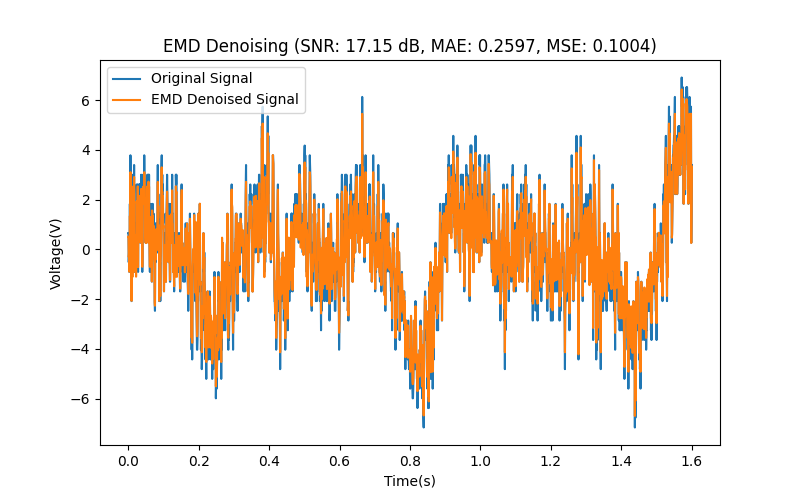 EMD Denoising (SNR: 17.15 dB, MAE: 0.2597, MSE: 0.1004)
Original Signal
EMD Denoised Signal
6
4
2
0
−2
−4
−6
Voltage(V)
0.0 0.2 0.4 0.6 0.8 1.0 1.2 1.4 1.6
Time(s)